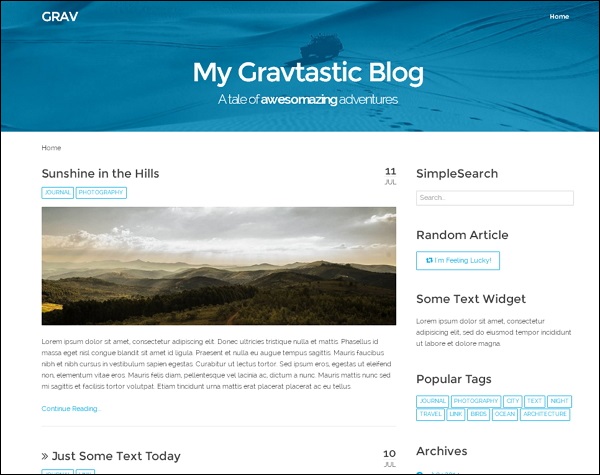 GRAV
Home
My Gravtastic Blog
A tale of awesomazing adventures
Home
Sunshine in the Hills
11
JUL
JOURNAL PHOTOGRAPHY
Lorem ipsum dolor sit amet, consectetur adipiscing elit. Donec ultricies tristique nulla et mattis. Phasellus id
massa eget nisl congue blandit sit amet id ligula. Praesent et nulla eu augue tempus sagittis. Mauris faucibus
nibh et nibh cursus in vestibulum sapien egestas. Curabitur ut lectus tortor. Sed ipsum eros, egestas ut eleifend
non, elementum vitae eros. Mauris felis diam, pellentesque vel lacinia ac, dictum a nunc. Mauris mattis nunc sed
mi sagittis et facilisis tortor volutpat. Etiam tincidunt urna mattis erat placerat placerat ac eu tellus.
Continue Reading...
» Just Some Text Today
10
JUL
SimpleSearch
Search...
Random Article
I'm Feeling Lucky!
Some Text Widget
Lorem ipsum dolor sit amet, consectetur
adipisicing elit, sed do eiusmod tempor incididunt
ut labore et dolore magna.
Popular Tags
JOURNAL PHOTOGRAPHY CITY TEXT NIGHT
TRAVEL LINK BIRDS OCEAN ARCHITECTURE
Archives